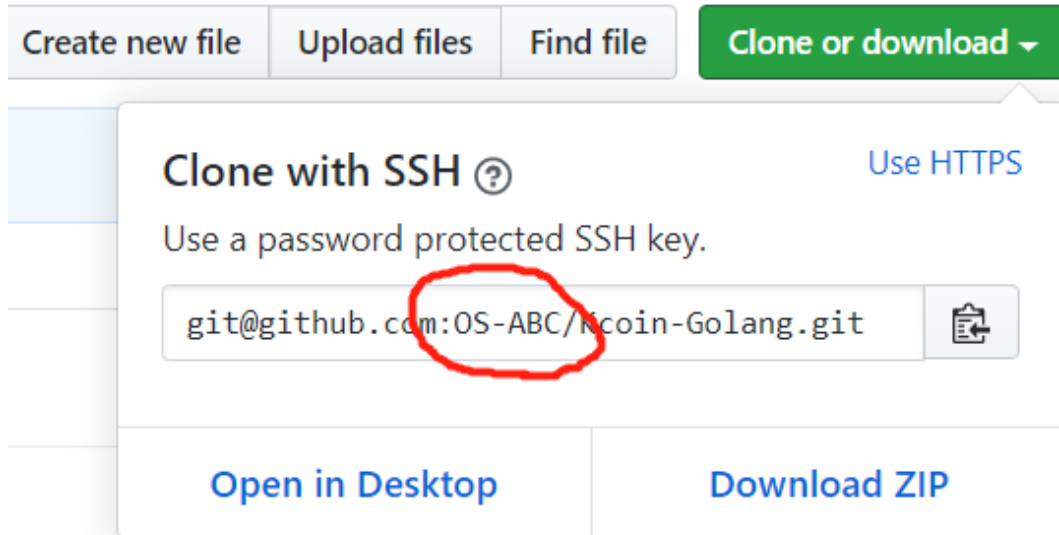 Create new file Upload files Find file Clone or download
Clone with SSH ? Use HTTPS
Use a password protected SSH key.
git@github.com:OS-ABC/Kcoin-Golang.git
Open in Desktop Download ZIP